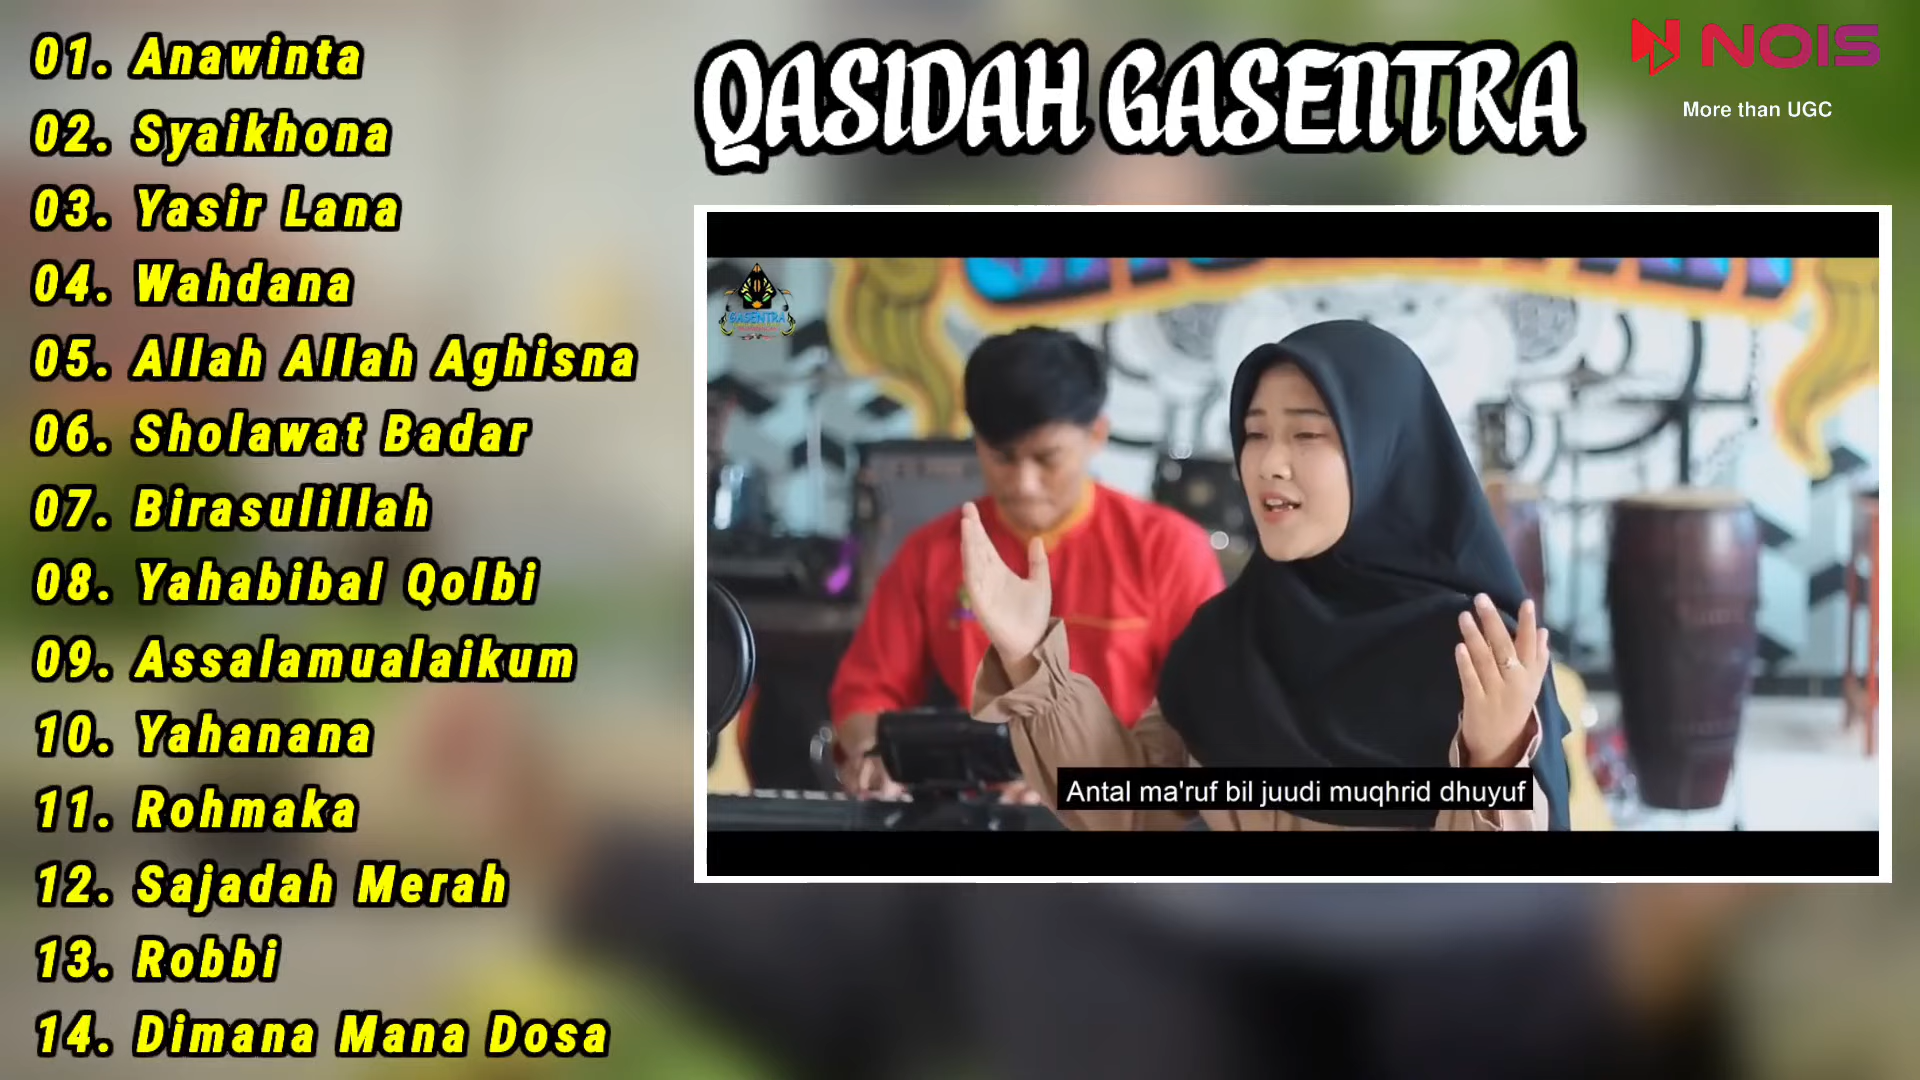 01. Anawinta
02. Syaikhona
03. Yasir Lana
04. Wahdana
05. Allah Allah Aghisna
06. Sholawat Badar
07. Birasulillah
08. Yahabibal Qolbi
09. Assalamualaikum
10. Yahanana
11. Rohmaka
12. Sajadah Merah
13. Robbi
14. Dimana Mana Dosa
QASIDAH GASENTRA
NOIS
More than UGC
GASENTRA
Antal ma'ruf bil juudi muqhrid dhuyuf